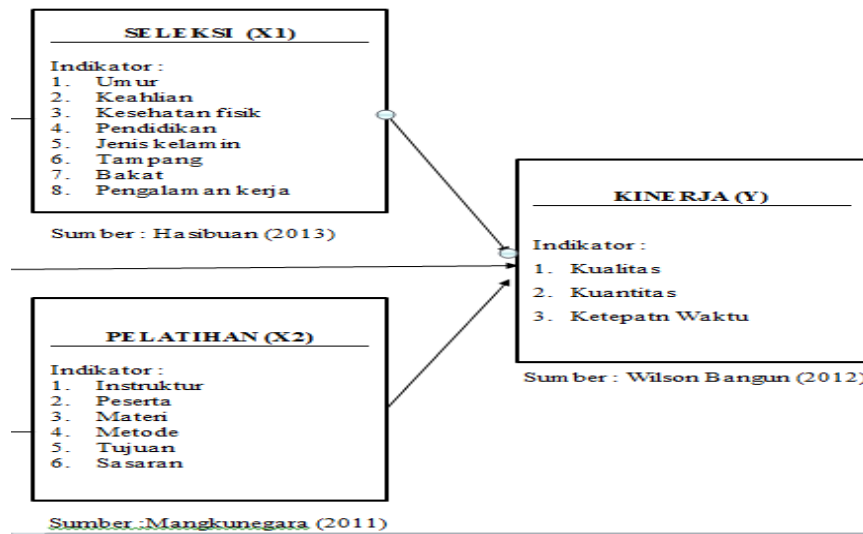 SELEKSI (X1)
Indikator :
1. Umur
2. Keahlian
3. Kesehatan fisik
4. Pendidikan
5. Jenis kelamin
6. Tampang
7. Bakat
8. Pengalaman kerja
Sumber : Hasibuan (2013)
PELATIHAN (X2)
Indikator :
1. Instruktur
2. Peserta
3. Materi
4. Metode
5. Tujuan
6. Sasaran
Sumber :Mangkunegara (2011)
KINERJA (Y)
Indikator :
1. Kualitas
2. Kuantitas
3. Ketepatn Waktu
Sumber : Wilson Bangun (2012)